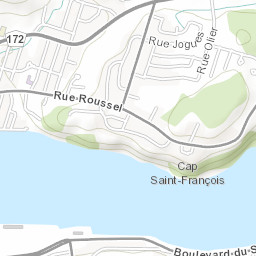 172
Rue Jogues
Rue Olier
Rue Roussel
Cap
Saint-François
Boulevard du S